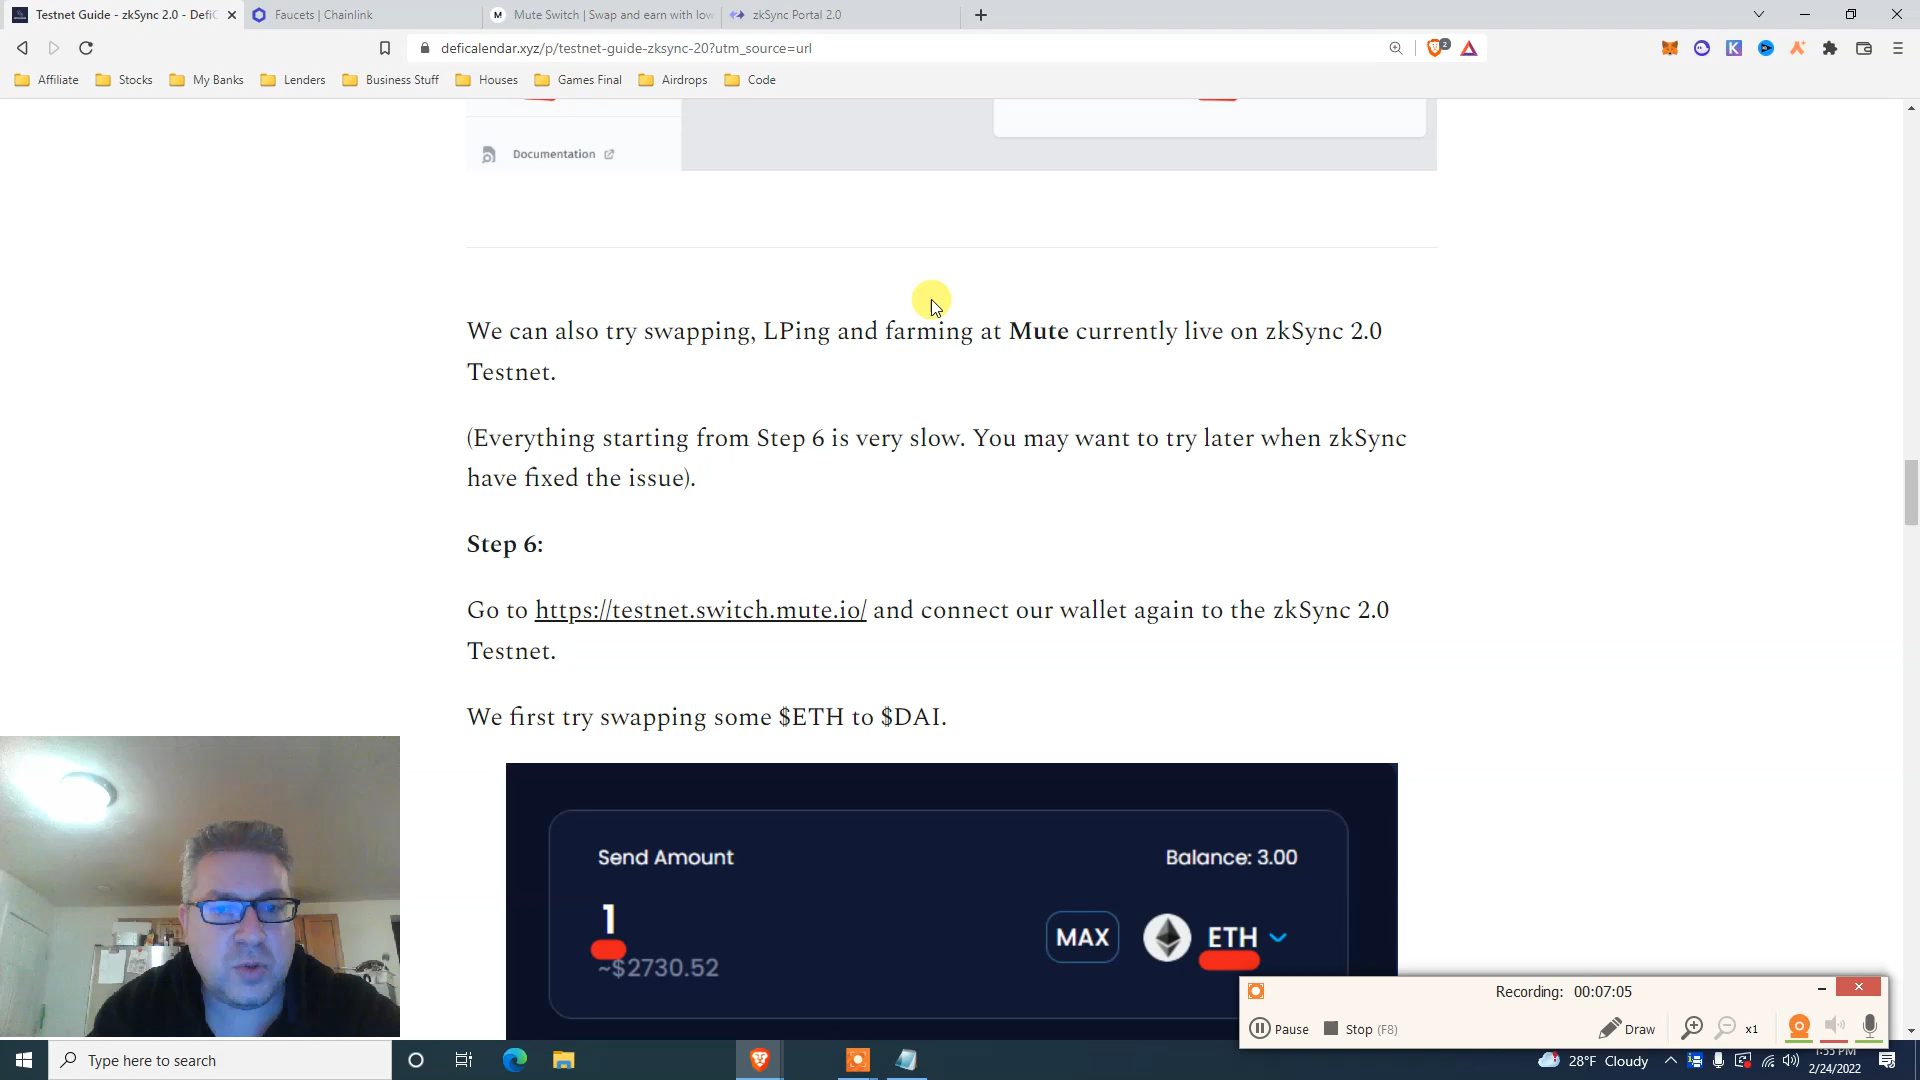 Testnet Guide - zkSync 2.0 - DefiC
Faucets | Chainlink
Mute Switch | Swap and earn with low
zkSync Portal 2.0
deficalendar.xyz/p/testnet-guide-zksync-20?utm_source=url
2
Affiliate
Stocks
My Banks
Lenders
Business Stuff
Houses
Games Final
Airdrops
Code
Documentation
We can also try swapping, LPing and farming at Mute currently live on zkSync 2.0
Testnet.
(Everything starting from Step 6 is very slow. You may want to try later when zkSync
have fixed the issue).
Step 6:
Go to https://testnet.switch.mute.io/ and connect our wallet again to the zkSync 2.0
Testnet.
We first try swapping some $ETH to $DAI.
Send Amount
Balance: 3.00
1
MAX
ETH
~$2730.52
Recording: 00:07:05
Pause
Stop (F8)
Draw
x1
Type here to search
28°F Cloudy
1:55 PM
2/24/2022